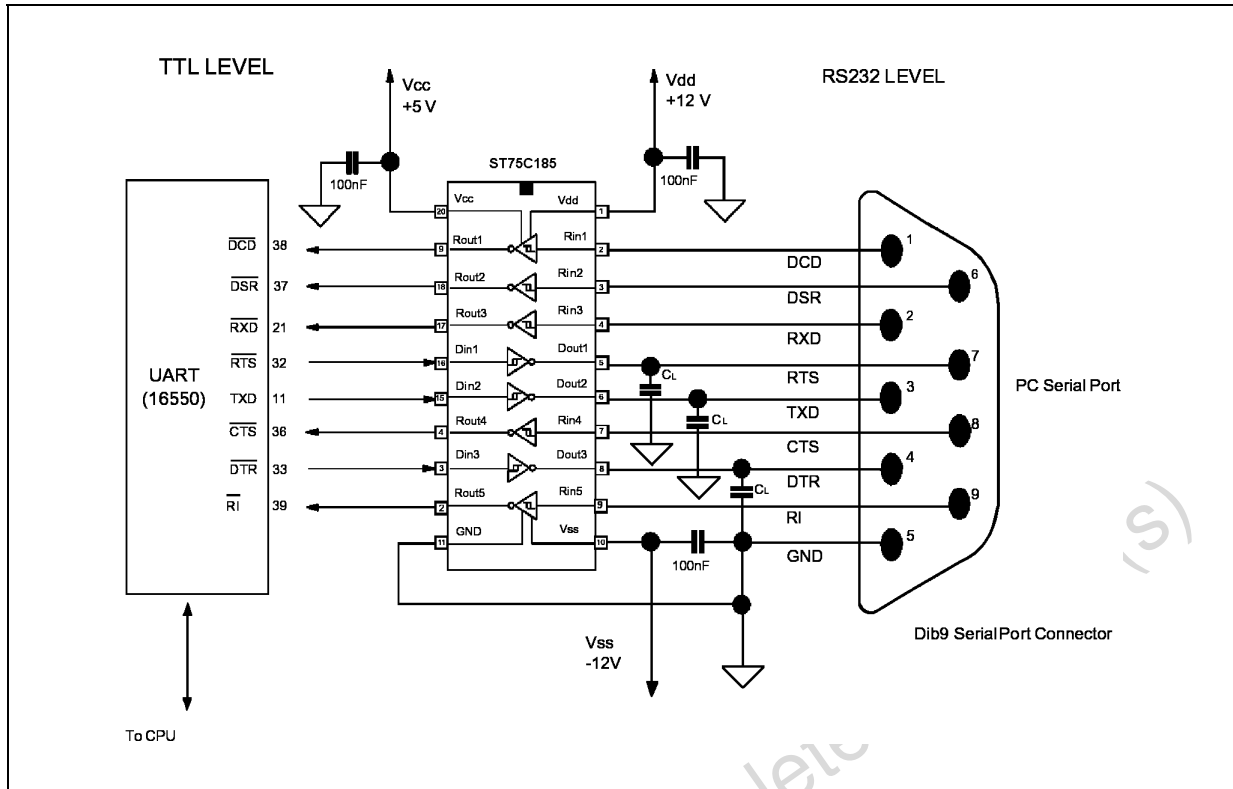 TTL LEVEL
RS232 LEVEL
Vcc
+5 V
Vdd
+12 V
100nF
100nF
ST75C185
UART
(16550)
DCD 38
DSR 37
RXD 21
RTS 32
TXD 11
CTS 36
DTR 33
RI 39
To CPU
20 Vcc Vdd 1
9 Rout1 Rin1 2
18 Rout2 Rin2 3
17 Rout3 Rin3 4
16 Din1 Dout1 5
15 Din2 Dout2 6
4 Rout4 Rin4 7
3 Din3 Dout3 8
2 Rout5 Rin5 9
11 GND Vss 10
CL
CL
CL
100nF
Vss
-12V
DCD 1
DSR 6
RXD 2
RTS 7
TXD 3
CTS 8
DTR 4
RI 9
GND 5
PC Serial Port
Dib9 SerialPort Connector
(s)